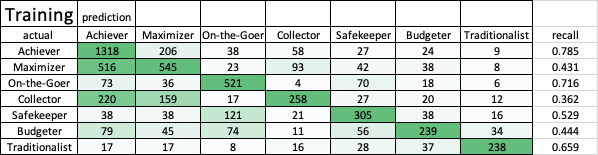 Training prediction
actual Achiever Maximizer On-the-Goer Collector Safekeeper Budgeter Traditionalist recall
Achiever 1318 206 38 58 27 24 9 0.785
Maximizer 516 545 23 93 42 38 8 0.431
On-the-Goer 73 36 521 4 70 18 6 0.716
Collector 220 159 17 258 27 20 12 0.362
Safekeeper 38 38 121 21 305 38 16 0.529
Budgeter 79 45 74 11 56 239 34 0.444
Traditionalist 17 17 8 16 28 37 238 0.659